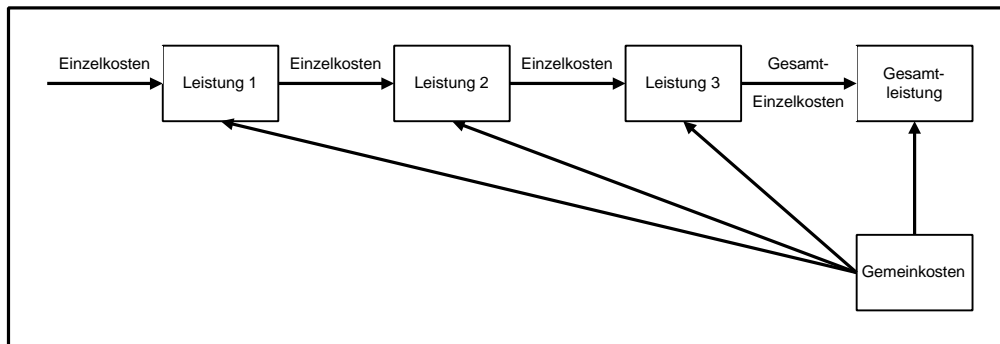 Einzelkosten
Leistung 1
Einzelkosten
Leistung 2
Einzelkosten
Leistung 3
Gesamt-
Einzelkosten
Gesamt-
leistung
Gemeinkosten